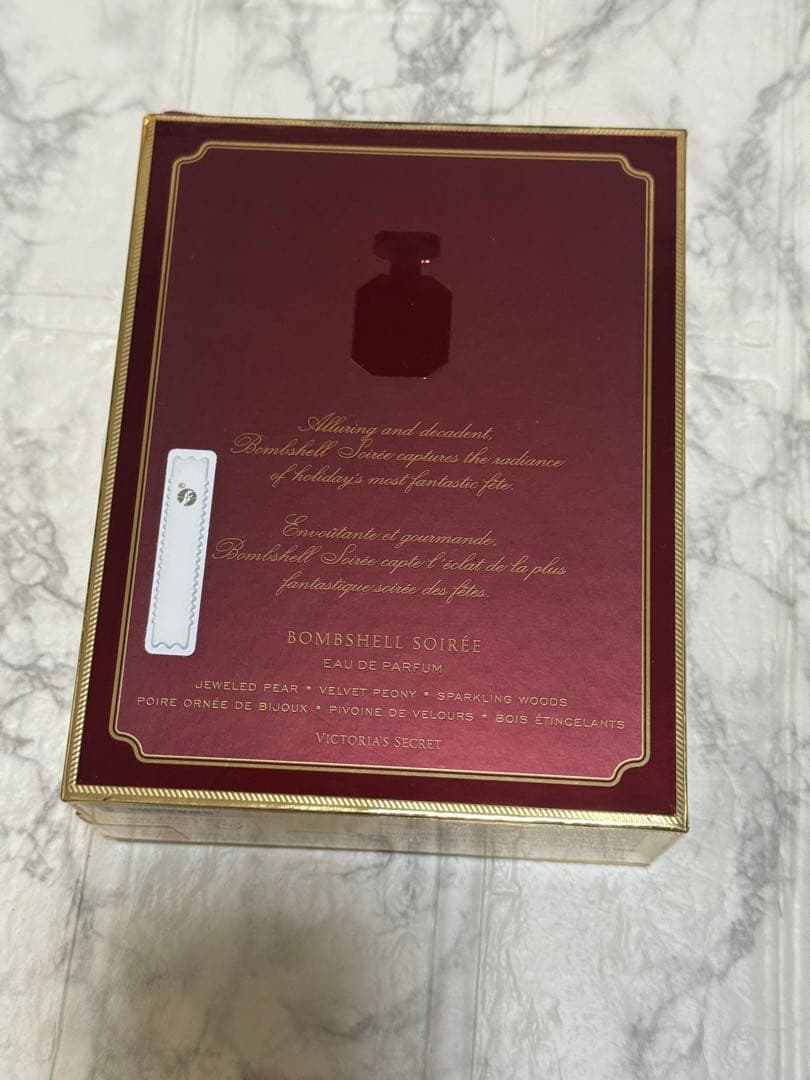 Alluring and decadent,
Bombshell Soirée captures the radiance
of holiday's most fantastic fête.
Envoûtante et gourmande,
Bombshell Soirée capte l'éclat de la plus
fantastique soirée des fêtes.
BOMBSHELL SOIRÉE
EAU DE PARFUM
JEWELED PEAR • VELVET PEONY • SPARKLING WOODS
POIRE ORNÉE DE BIJOUX • PIVOINE DE VELOURS • BOIS ÉTINCELANTS
VICTORIA'S SECRET